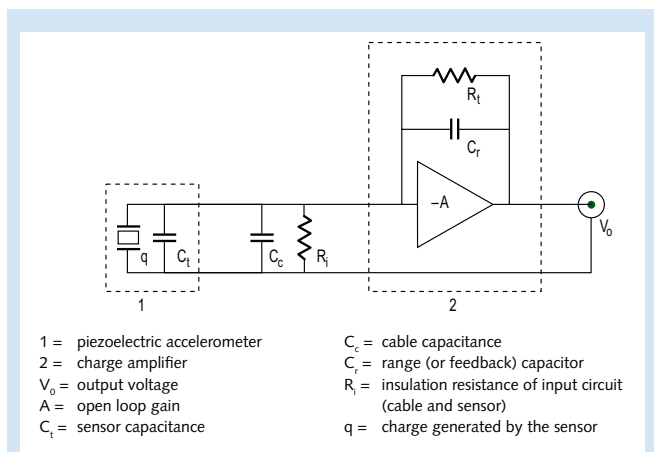 R_t
C_r
–A
V_o
q
C_t
C_c
R_i
1
2
1 = piezoelectric accelerometer
2 = charge amplifier
V_o = output voltage
A = open loop gain
C_t = sensor capacitance
C_c = cable capacitance
C_r = range (or feedback) capacitor
R_i = insulation resistance of input circuit
(cable and sensor)
q = charge generated by the sensor